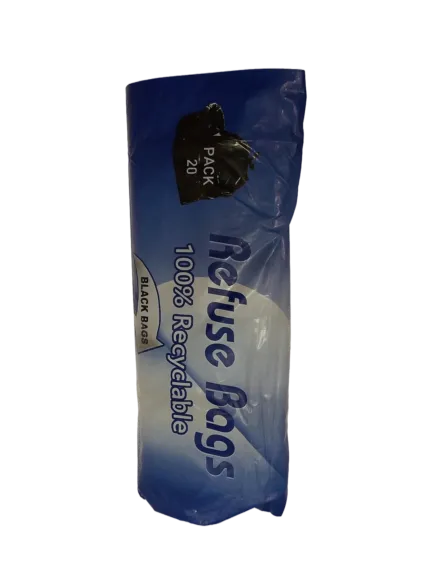 PACK
20
Refuse Bags
100% Recyclable
BLACK BAGS